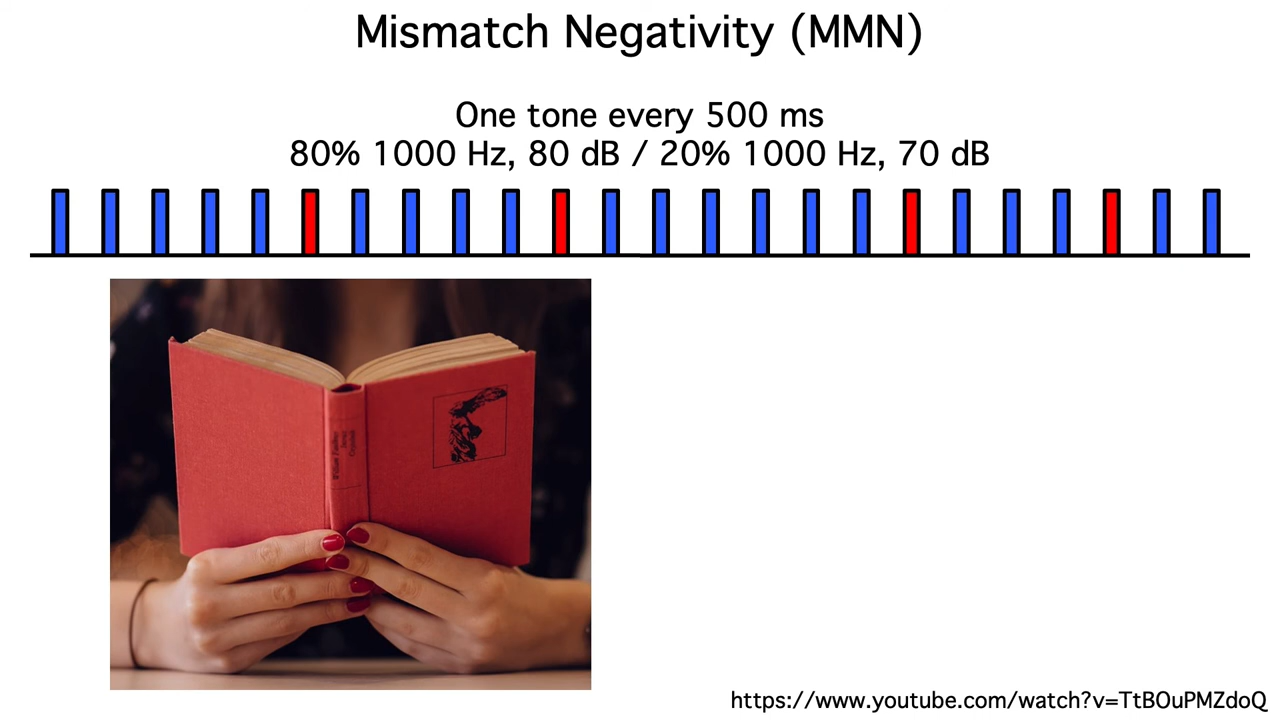 Mismatch Negativity (MMN)
One tone every 500 ms
80% 1000 Hz, 80 dB / 20% 1000 Hz, 70 dB
https://www.youtube.com/watch?v=TtBOuPMZdoQ